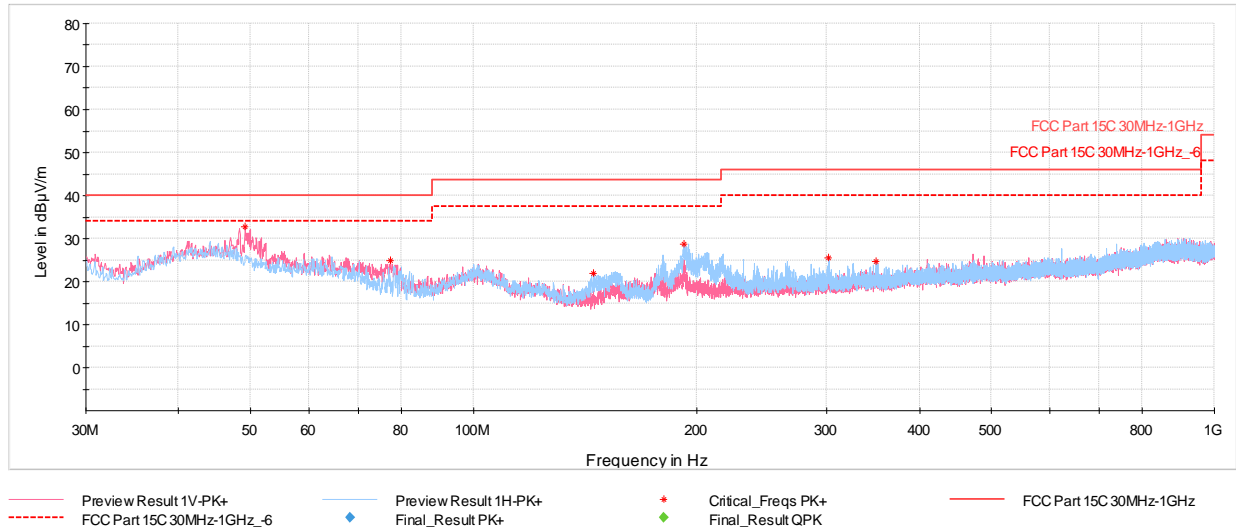 80
70
60
FCC Part 15C 30MHz-1GHz
50
FCC Part 15C 30MHz-1GHz_-6
40
30
20
10
0
Level in dBµV/m
30M 50 60 80 100M 200 300 400 500 800 1G
Frequency in Hz
Preview Result 1V-PK+ Preview Result 1H-PK+ Critical_Freqs PK+ FCC Part 15C 30MHz-1GHz
FCC Part 15C 30MHz-1GHz_-6 Final_Result PK+ Final_Result QPK